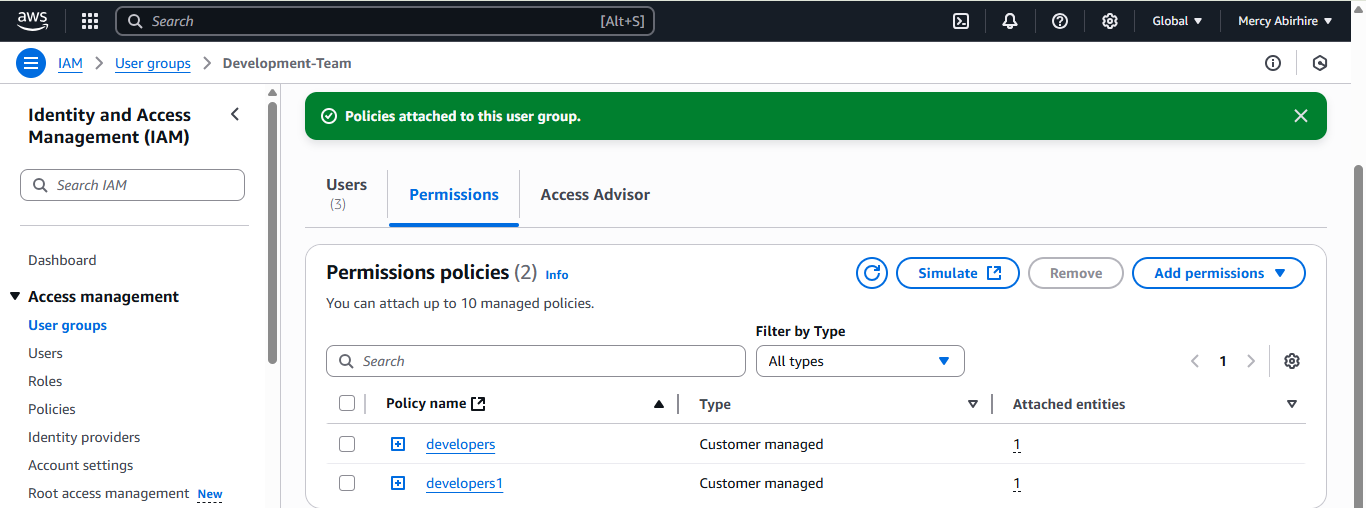 aws
Search [Alt+S]
Global
Mercy Abirhire
IAM
User groups
Development-Team
Identity and Access
Management (IAM)
Search IAM
Dashboard
Access management
User groups
Users
Roles
Policies
Identity providers
Account settings
Root access management New
Policies attached to this user group.
Users
(3)
Permissions
Access Advisor
Permissions policies (2) Info
Simulate
Remove
Add permissions
You can attach up to 10 managed policies.
Filter by Type
Search
All types
1
Policy name Type Attached entities
developers Customer managed 1
developers1 Customer managed 1